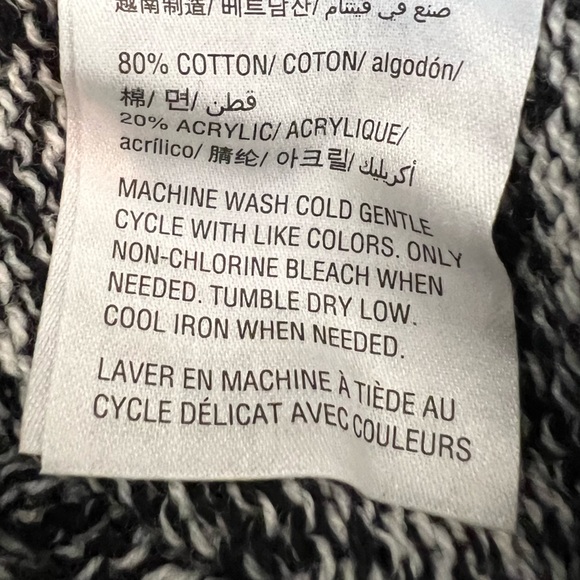 越南制造/ 베트남산/ صنع في فيتنام
80% COTTON/ COTON/ algodón/
棉/ 면/ قطن
20% ACRYLIC/ ACRYLIQUE/
acrílico/ 腈纶/ 아크릴/ أكريليك
MACHINE WASH COLD GENTLE
CYCLE WITH LIKE COLORS. ONLY
NON-CHLORINE BLEACH WHEN
NEEDED. TUMBLE DRY LOW.
COOL IRON WHEN NEEDED.
LAVER EN MACHINE À TIÈDE AU
CYCLE DÉLICAT AVEC COULEURS